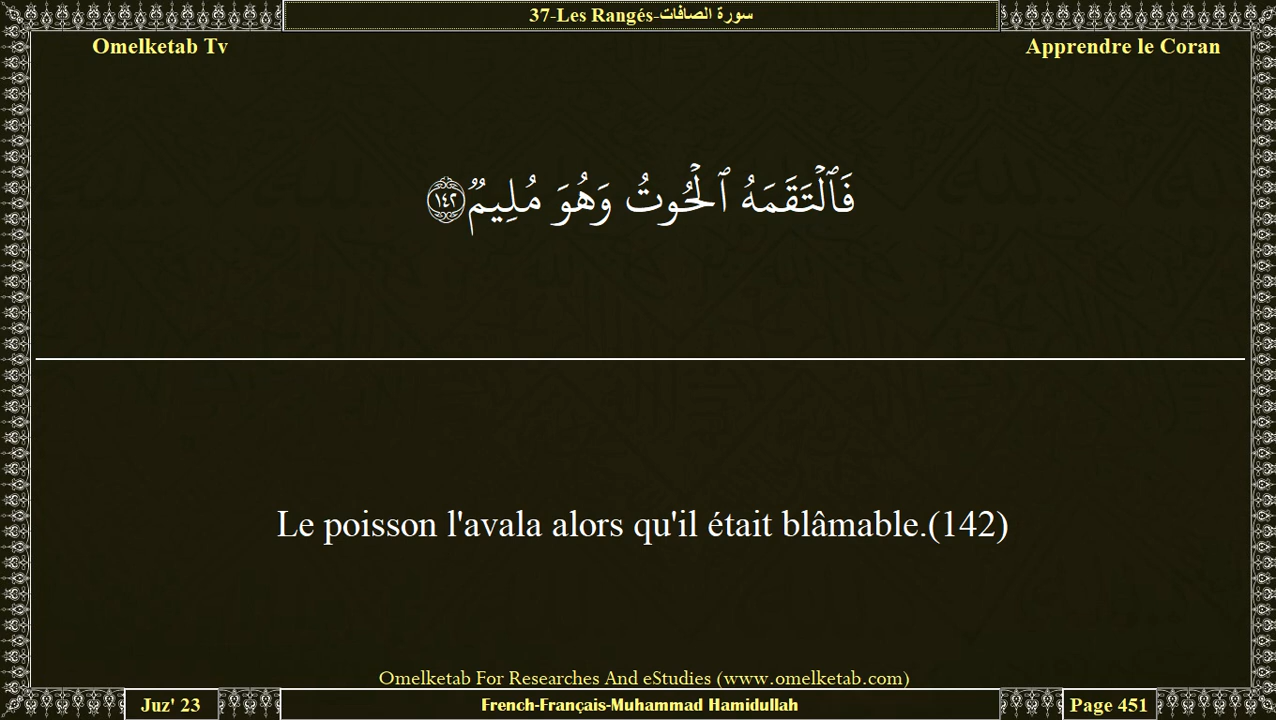 37-Les Rangés-سورة الصافات
Omelketab Tv
Apprendre le Coran
فَٱلۡتَقَمَهُ ٱلۡحُوتُ وَهُوَ مُلِيمٞ ١٤٢
Le poisson l'avala alors qu'il était blâmable.(142)
Omelketab For Researches And eStudies (www.omelketab.com)
Juz' 23
French-Français-Muhammad Hamidullah
Page 451